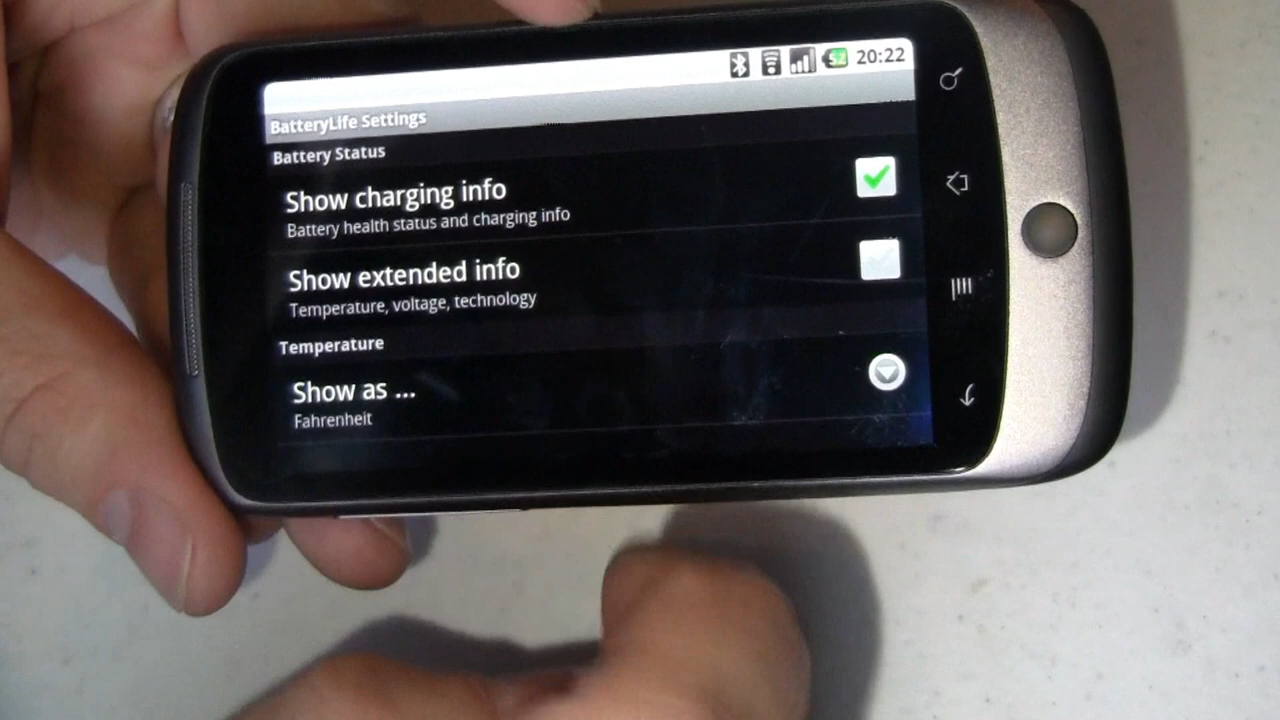 20:22
BatteryLife Settings
Battery Status
Show charging info
Battery health status and charging info
Show extended info
Temperature, voltage, technology
Temperature
Show as ...
Fahrenheit